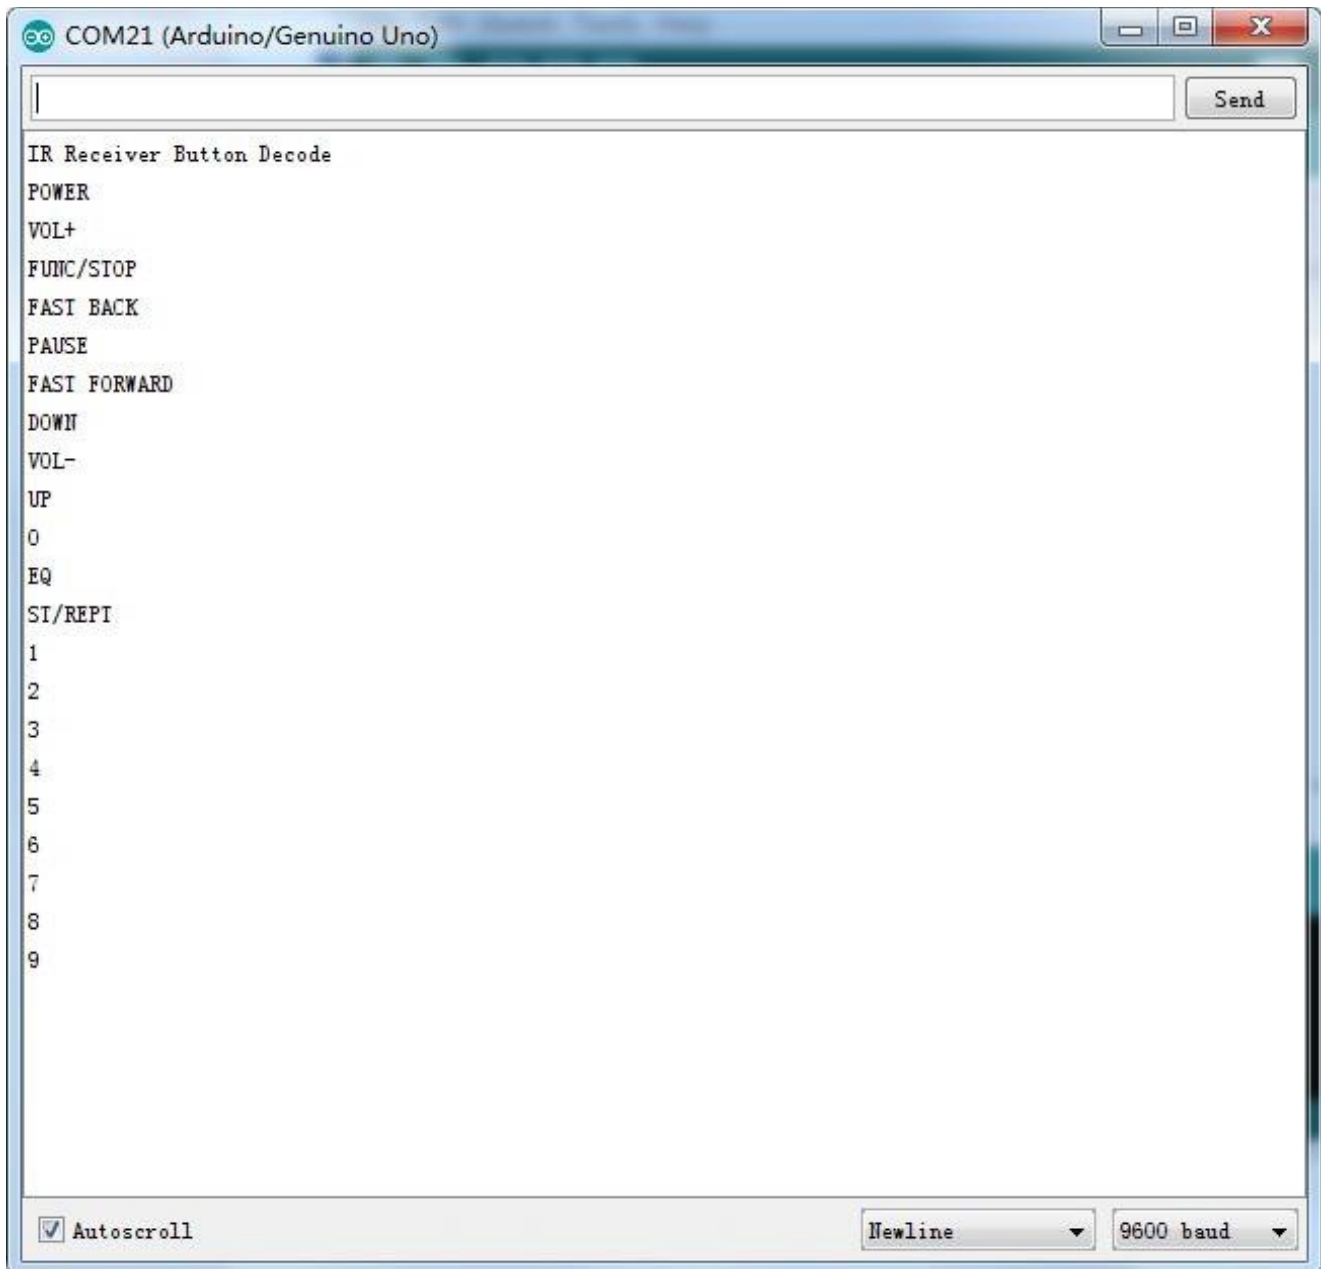 COM21 (Arduino/Genuino Uno)
Send
IR Receiver Button Decode
POWER
VOL+
FUNC/STOP
FAST BACK
PAUSE
FAST FORWARD
DOWN
VOL-
UP
0
EQ
ST/REPT
1
2
3
4
5
6
7
8
9
Autoscroll
Newline
9600 baud